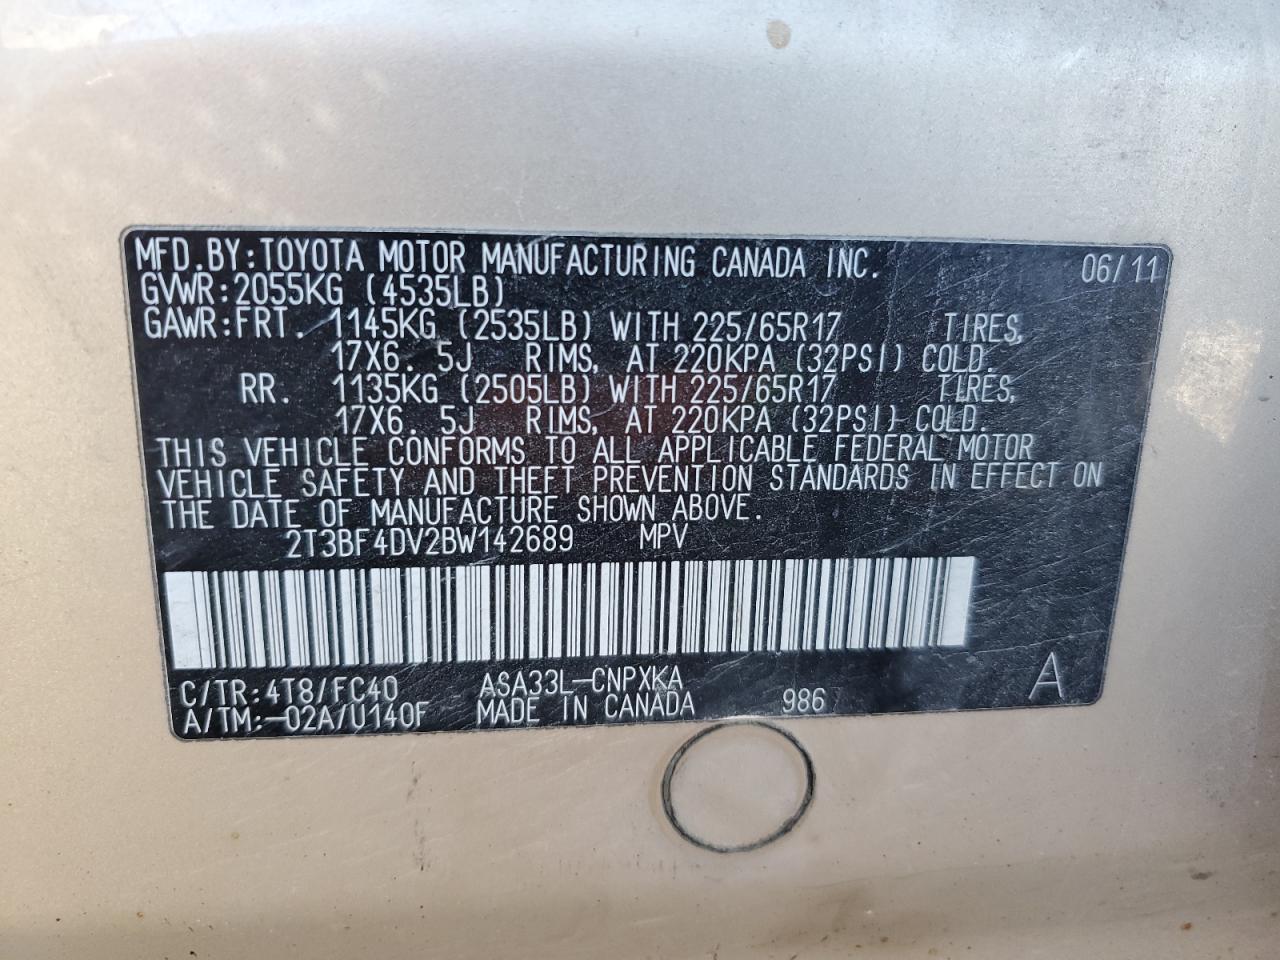 MFD.BY:TOYOTA MOTOR MANUFACTURING CANADA INC. 06/11
GVWR:2055KG (4535LB)
GAWR:FRT. 1145KG (2535LB) WITH 225/65R17 TIRES,
17X6. 5J RIMS, AT 220KPA (32PSI) COLD.
RR. 1135KG (2505LB) WITH 225/65R17 TIRES,
17X6. 5J RIMS, AT 220KPA (32PSI) COLD.
THIS VEHICLE CONFORMS TO ALL APPLICABLE FEDERAL MOTOR
VEHICLE SAFETY AND THEFT PREVENTION STANDARDS IN EFFECT ON
THE DATE OF MANUFACTURE SHOWN ABOVE.
2T3BF4DV2BW142689 MPV
C/TR:4T8/FC40 ASA33L-CNPXKA A
A/TM:-02A/U140F MADE IN CANADA 986